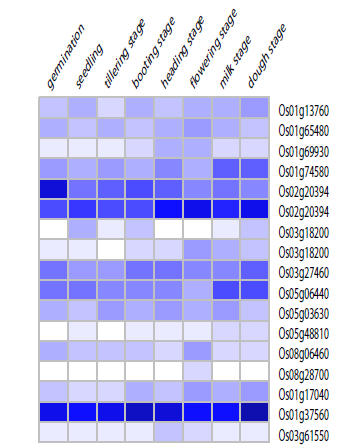 germination
seedling
tillering stage
booting stage
heading stage
flowering stage
milk stage
dough stage
Os01g13760
Os01g65480
Os01g69930
Os01g74580
Os02g20394
Os02g20394
Os03g18200
Os03g18200
Os03g27460
Os05g06440
Os05g03630
Os05g48810
Os08g06460
Os08g28700
Os01g17040
Os01g37560
Os03g61550